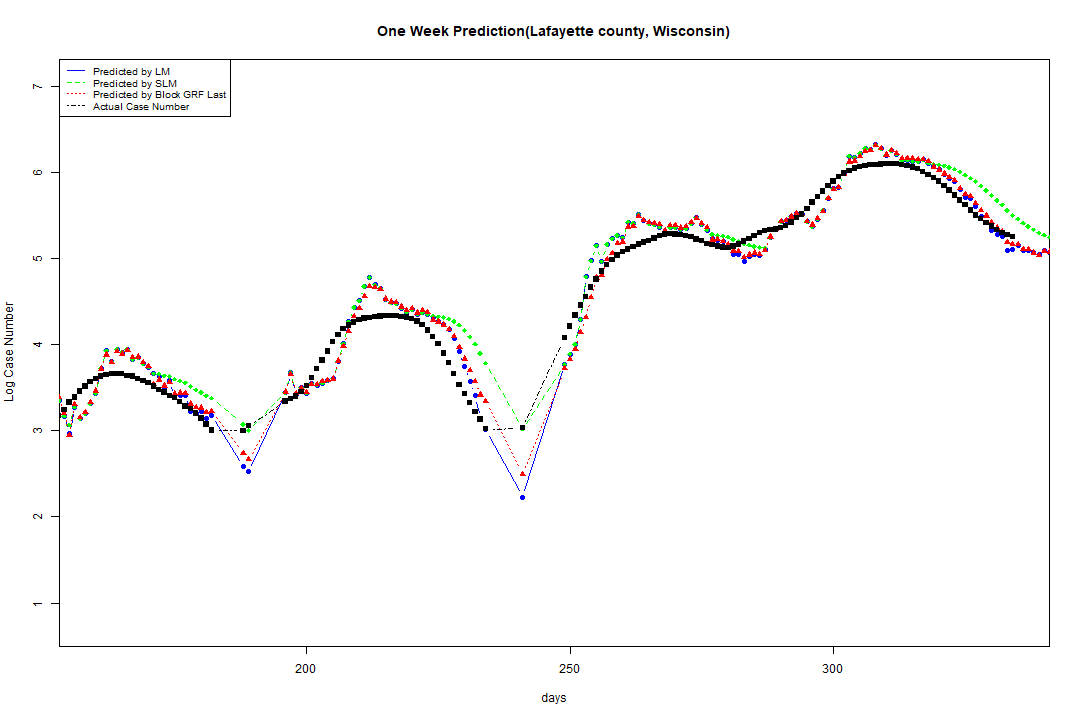 One Week Prediction(Lafayette county, Wisconsin)
Predicted by LM
Predicted by SLM
Predicted by Block GRF Last
Actual Case Number
7
6
5
4
3
2
1
Log Case Number
200 250 300
days